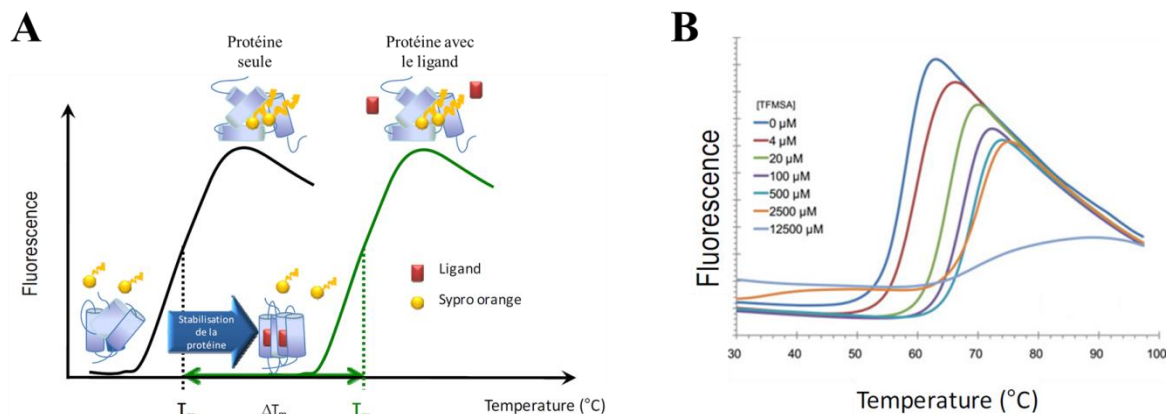 A
Protéine
seule
Protéine avec
le ligand
Fluorescence
Stabilisation
de la
protéine
Ligand
Sypro orange
Tm
ΔTm
Tm
Temperature (°C)
B
[TFMSA]
0 µM
4 µM
20 µM
100 µM
500 µM
2500 µM
12500 µM
Fluorescence
30 40 50 60 70 80 90 100
Temperature (°C)